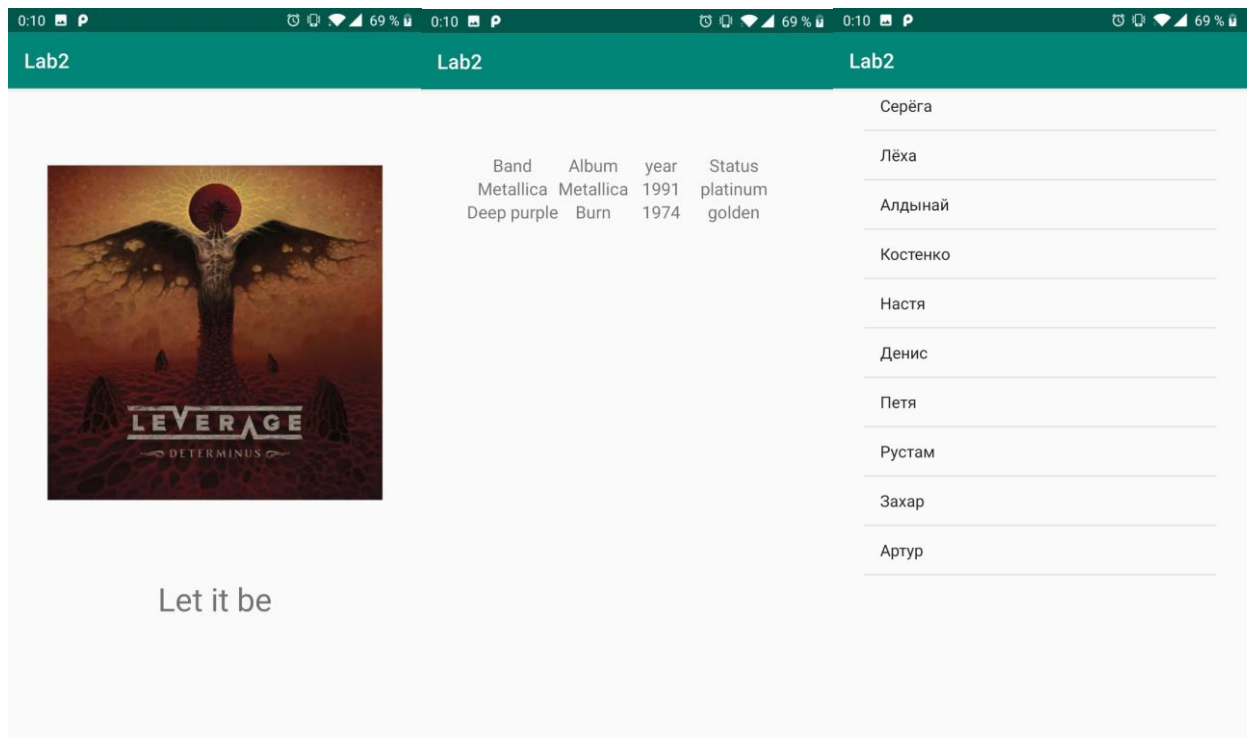 0:10 P 69 %
Lab2
LEVERAGE
DETERMINUS
Let it be
0:10 P 69 %
Lab2
Band Album year Status
Metallica Metallica 1991 platinum
Deep purple Burn 1974 golden
0:10 P 69 %
Lab2
Серёга
Лёха
Алдынай
Костенко
Настя
Денис
Петя
Рустам
Захар
Артур